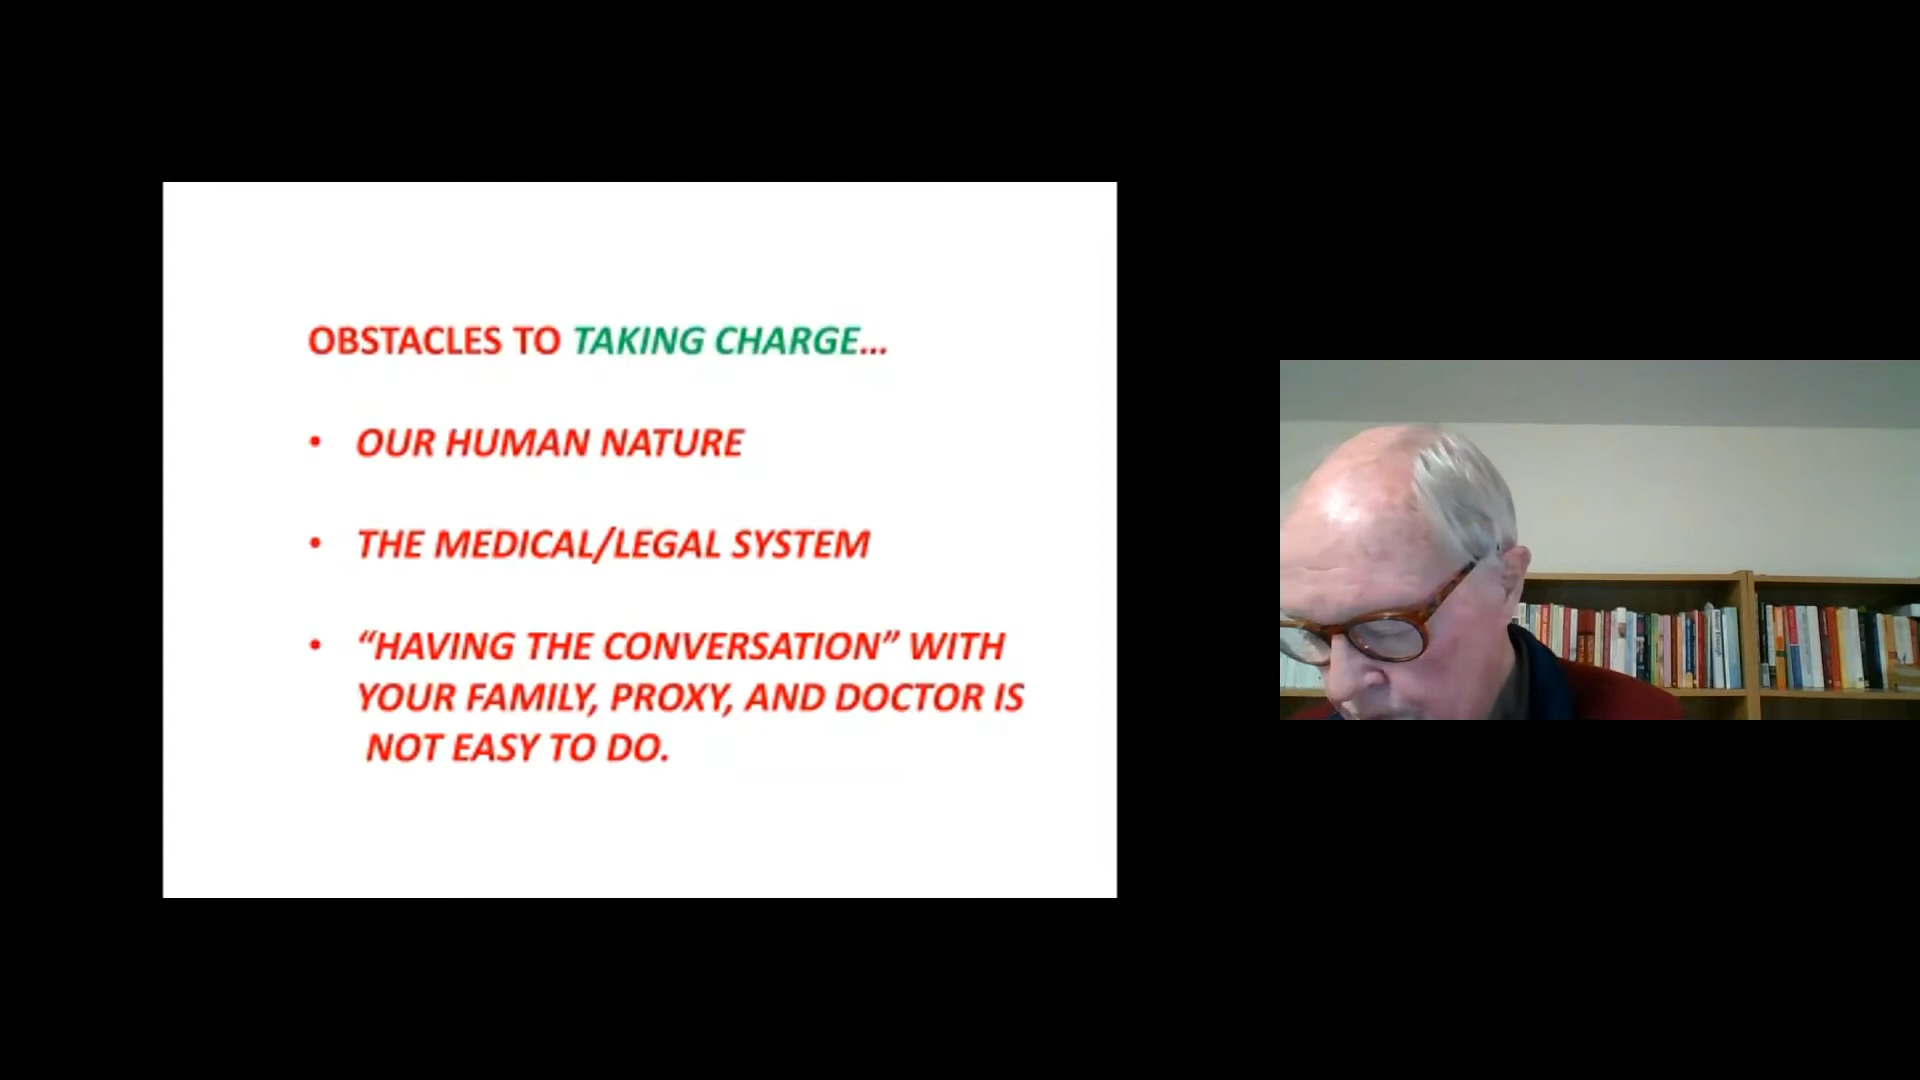 OBSTACLES TO TAKING CHARGE...
• OUR HUMAN NATURE
• THE MEDICAL/LEGAL SYSTEM
• “HAVING THE CONVERSATION” WITH
YOUR FAMILY, PROXY, AND DOCTOR IS
NOT EASY TO DO.